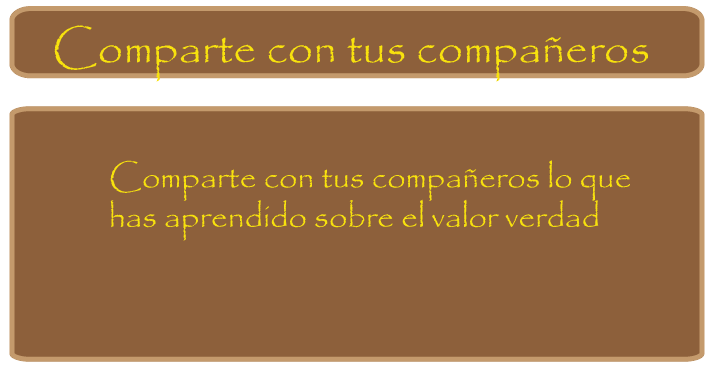 Comparte con tus compañeros
Comparte con tus compañeros lo que
has aprendido sobre el valor verdad